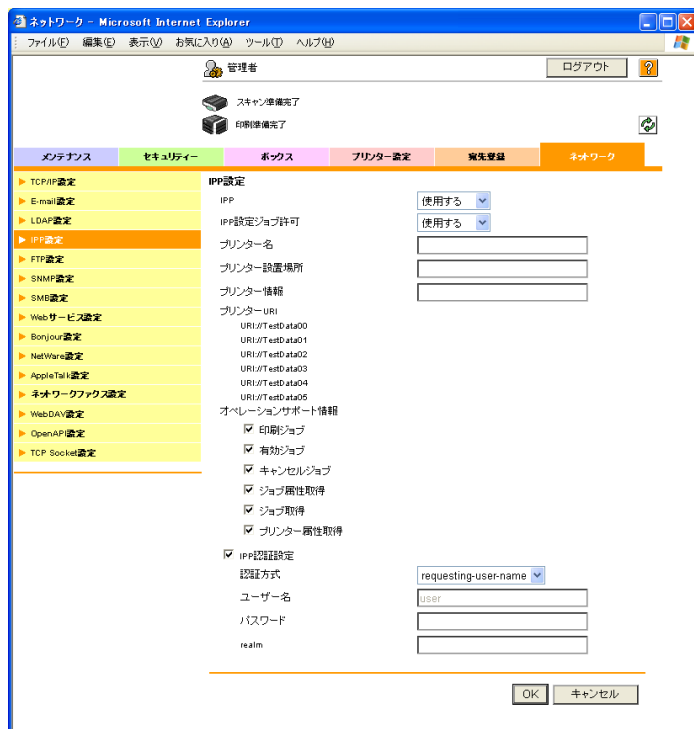 ネットワーク - Microsoft Internet Explorer
ファイル(F) 編集(E) 表示(V) お気に入り(A) ツール(T) ヘルプ(H)
管理者 ログアウト ?
スキャン準備完了
印刷準備完了
メンテナンス セキュリティー ボックス プリンター設定 宛先登録 ネットワーク
TCP/IP設定
E-mail設定
LDAP設定
IPP設定
FTP設定
SNMP設定
SMB設定
Webサービス設定
Bonjour設定
NetWare設定
AppleTalk設定
ネットワークファクス設定
WebDAV設定
OpenAPI設定
TCP Socket設定
IPP設定
IPP 使用する
IPP設定ジョブ許可 使用する
プリンター名
プリンター設置場所
プリンター情報
プリンターURI
URI://TestData00
URI://TestData01
URI://TestData02
URI://TestData03
URI://TestData04
URI://TestData05
オペレーションサポート情報
印刷ジョブ
有効ジョブ
キャンセルジョブ
ジョブ属性取得
ジョブ取得
プリンター属性取得
IPP認証設定
認証方式 requesting-user-name
ユーザー名 user
パスワード
realm
OK キャンセル